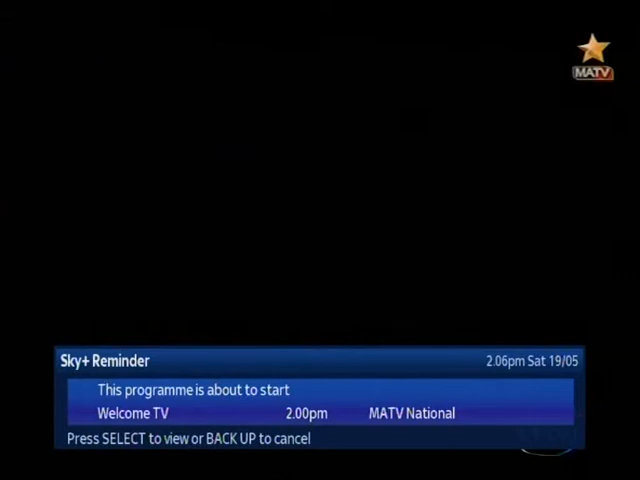 MATV
Sky+ Reminder 2.06pm Sat 19/05
This programme is about to start
Welcome TV 2.00pm MATV National
Press SELECT to view or BACK UP to cancel